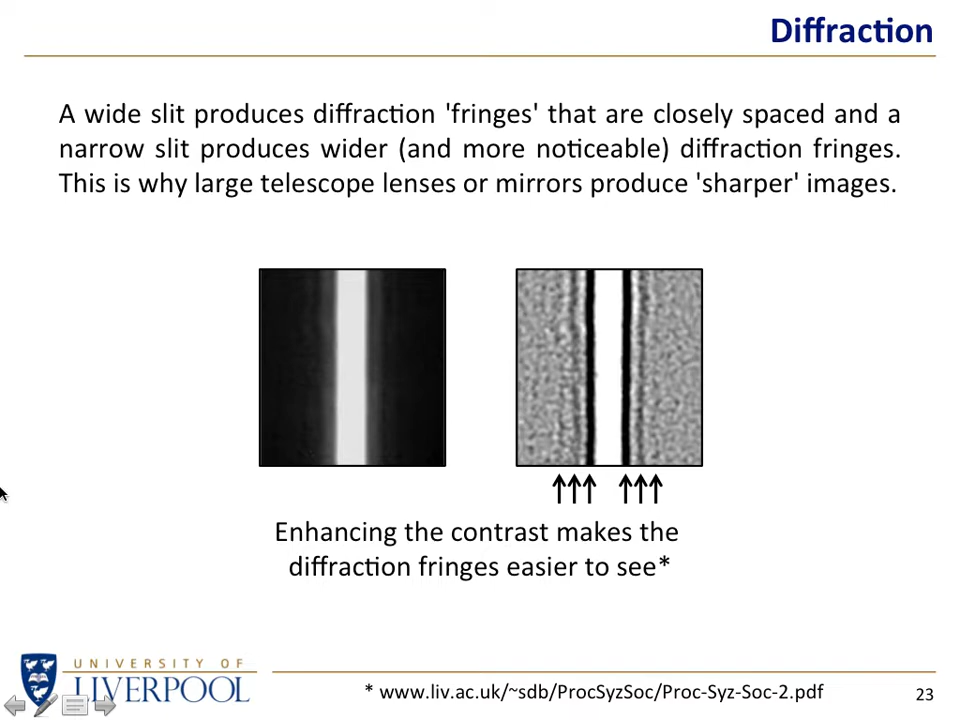 Diffraction
A wide slit produces diffraction 'fringes' that are closely spaced and a
narrow slit produces wider (and more noticeable) diffraction fringes.
This is why large telescope lenses or mirrors produce 'sharper' images.
Enhancing the contrast makes the
diffraction fringes easier to see*
UNIVERSITY OF
LIVERPOOL
* www.liv.ac.uk/~sdb/ProcSyzSoc/Proc-Syz-Soc-2.pdf
23